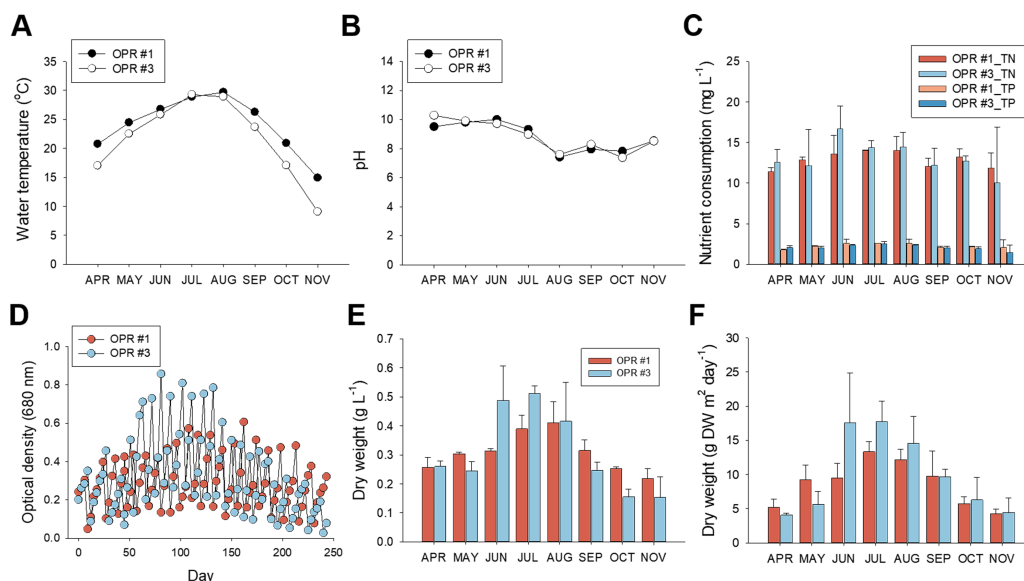 A
OPR #1
OPR #3
Water temperature (°C)
35
30
25
20
15
10
5
0
APR MAY JUN JUL AUG SEP OCT NOV
B
OPR #1
OPR #3
pH
14
12
10
8
6
4
2
0
APR MAY JUN JUL AUG SEP OCT NOV
C
OPR #1_TN
OPR #3_TN
OPR #1_TP
OPR #3_TP
Nutrient consumption (mg L⁻¹)
25
20
15
10
5
0
APR MAY JUN JUL AUG SEP OCT NOV
D
OPR #1
OPR #3
Optical density (680 nm)
1.0
0.8
0.6
0.4
0.2
0.0
0 50 100 150 200 250
Day
E
OPR #1
OPR #3
Dry weight (g L⁻¹)
0.7
0.6
0.5
0.4
0.3
0.2
0.1
0.0
APR MAY JUN JUL AUG SEP OCT NOV
F
Dry weight (g DW m² day⁻¹)
30
25
20
15
10
5
0
APR MAY JUN JUL AUG SEP OCT NOV